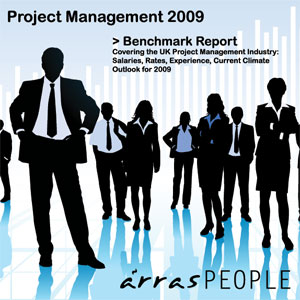 Project Management 2009
> Benchmark Report
Covering the UK Project Management Industry:
Salaries, Rates, Experience, Current Climate
Outlook for 2009
arrasPEOPLE